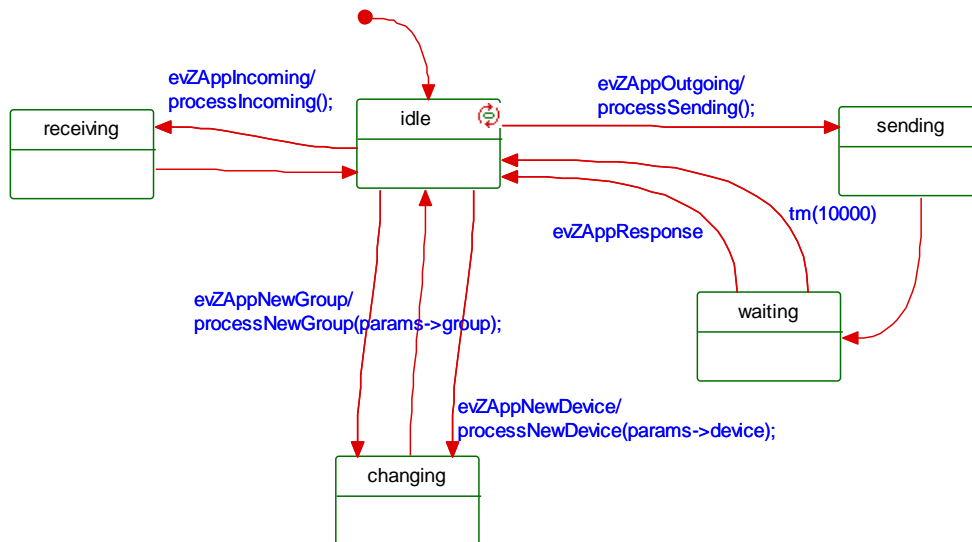 evZAppIncoming/
processIncoming();
evZAppOutgoing/
processSending();
receiving
idle
sending
tm(10000)
evZAppResponse
evZAppNewGroup/
processNewGroup(params->group);
waiting
evZAppNewDevice/
processNewDevice(params->device);
changing